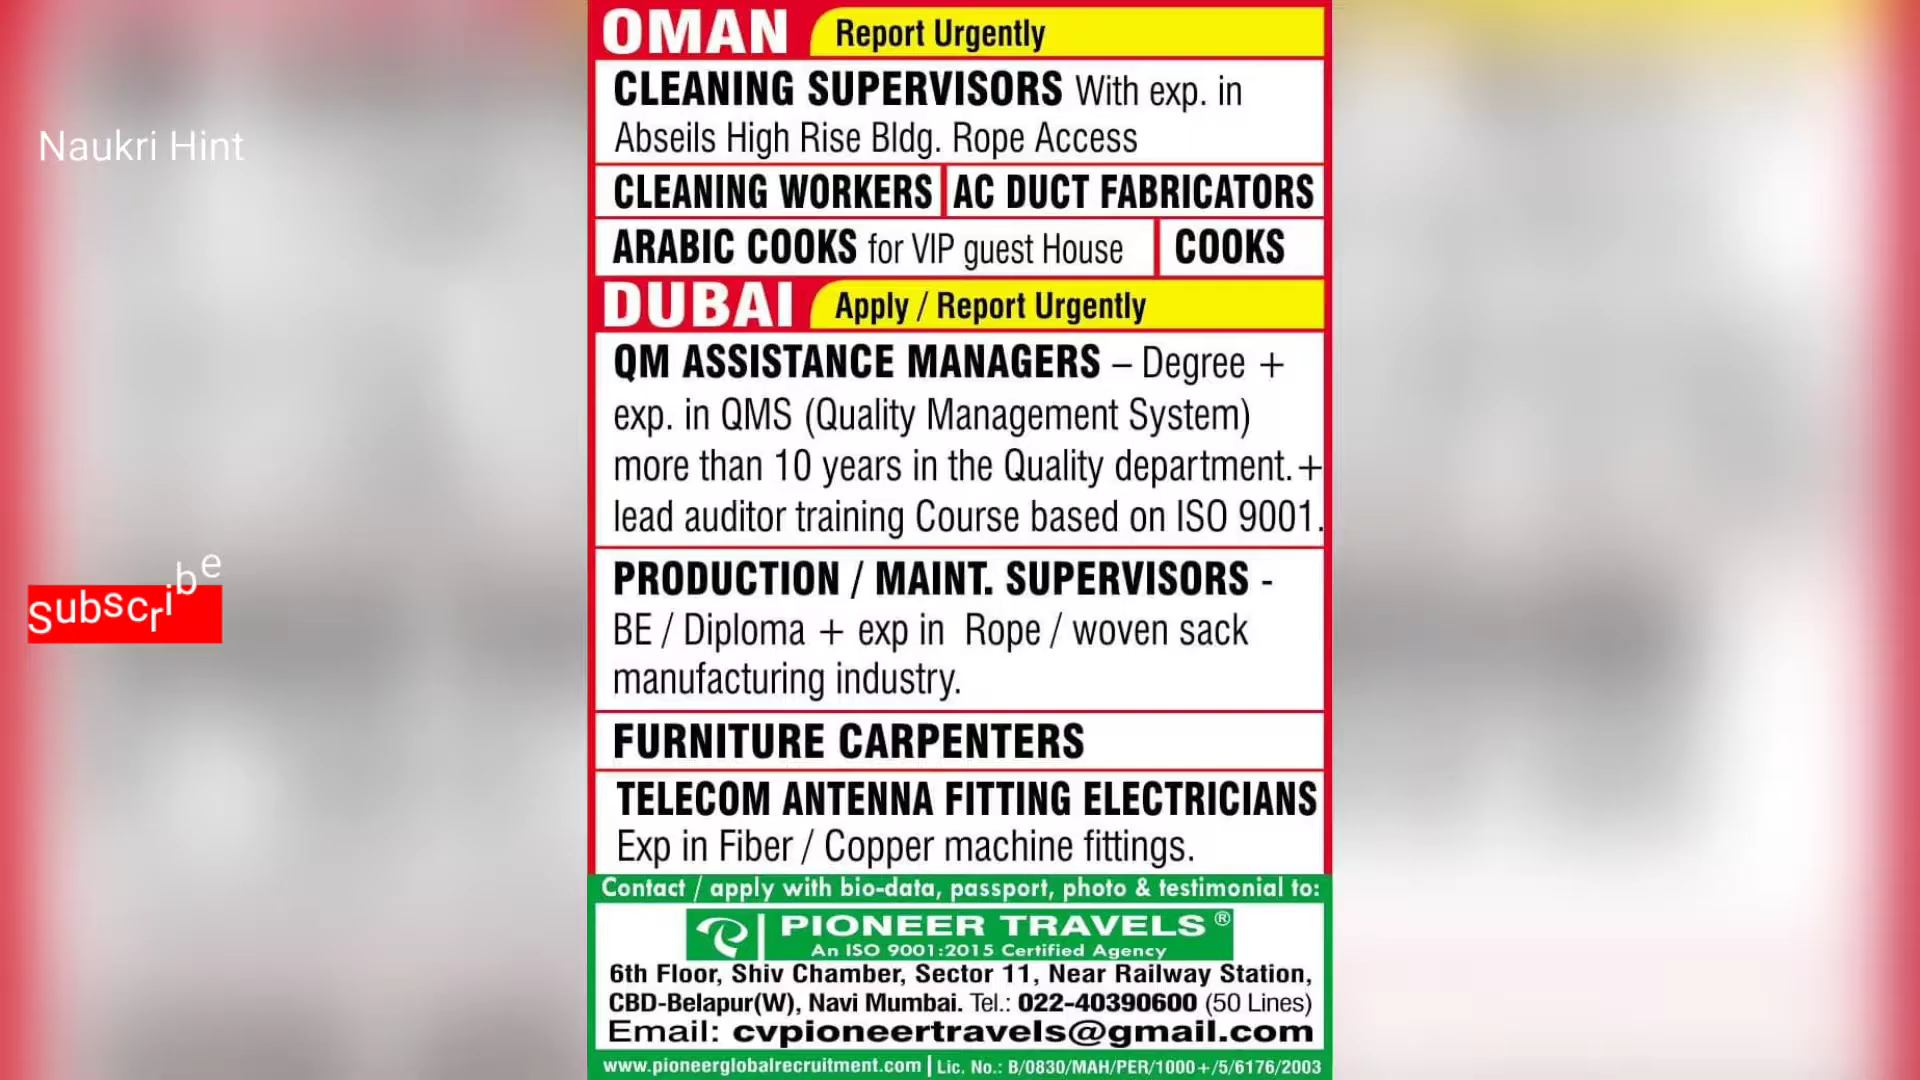 OMAN Report Urgently
CLEANING SUPERVISORS With exp. in
Abseils High Rise Bldg. Rope Access
CLEANING WORKERS AC DUCT FABRICATORS
ARABIC COOKS for VIP guest House COOKS
DUBAI Apply / Report Urgently
QM ASSISTANCE MANAGERS – Degree +
exp. in QMS (Quality Management System)
more than 10 years in the Quality department.+
lead auditor training Course based on ISO 9001.
PRODUCTION / MAINT. SUPERVISORS -
BE / Diploma + exp in Rope / woven sack
manufacturing industry.
FURNITURE CARPENTERS
TELECOM ANTENNA FITTING ELECTRICIANS
Exp in Fiber / Copper machine fittings.
Contact / apply with bio-data, passport, photo & testimonial to:
PIONEER TRAVELS®
An ISO 9001:2015 Certified Agency
6th Floor, Shiv Chamber, Sector 11, Near Railway Station,
CBD-Belapur(W), Navi Mumbai. Tel.: 022-40390600 (50 Lines)
Email: cvpioneertravels@gmail.com
www.pioneerglobalrecruitment.com | Lic. No.: B/0830/MAH/PER/1000+/5/6176/2003
Naukri Hint
Subscribe